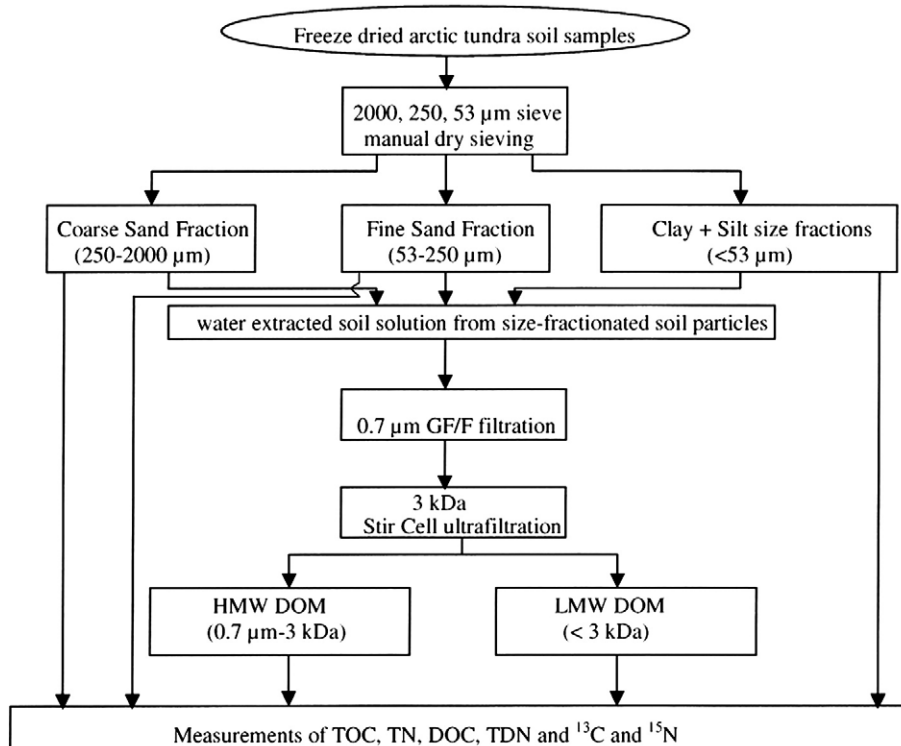 Freeze dried arctic tundra soil samples
2000, 250, 53 µm sieve
manual dry sieving
Coarse Sand Fraction
(250-2000 µm)
Fine Sand Fraction
(53-250 µm)
Clay + Silt size fractions
(<53 µm)
water extracted soil solution from size-fractionated soil particles
0.7 µm GF/F filtration
3 kDa
Stir Cell ultrafiltration
HMW DOM
(0.7 µm-3 kDa)
LMW DOM
(< 3 kDa)
Measurements of TOC, TN, DOC, TDN and ¹³C and ¹⁵N